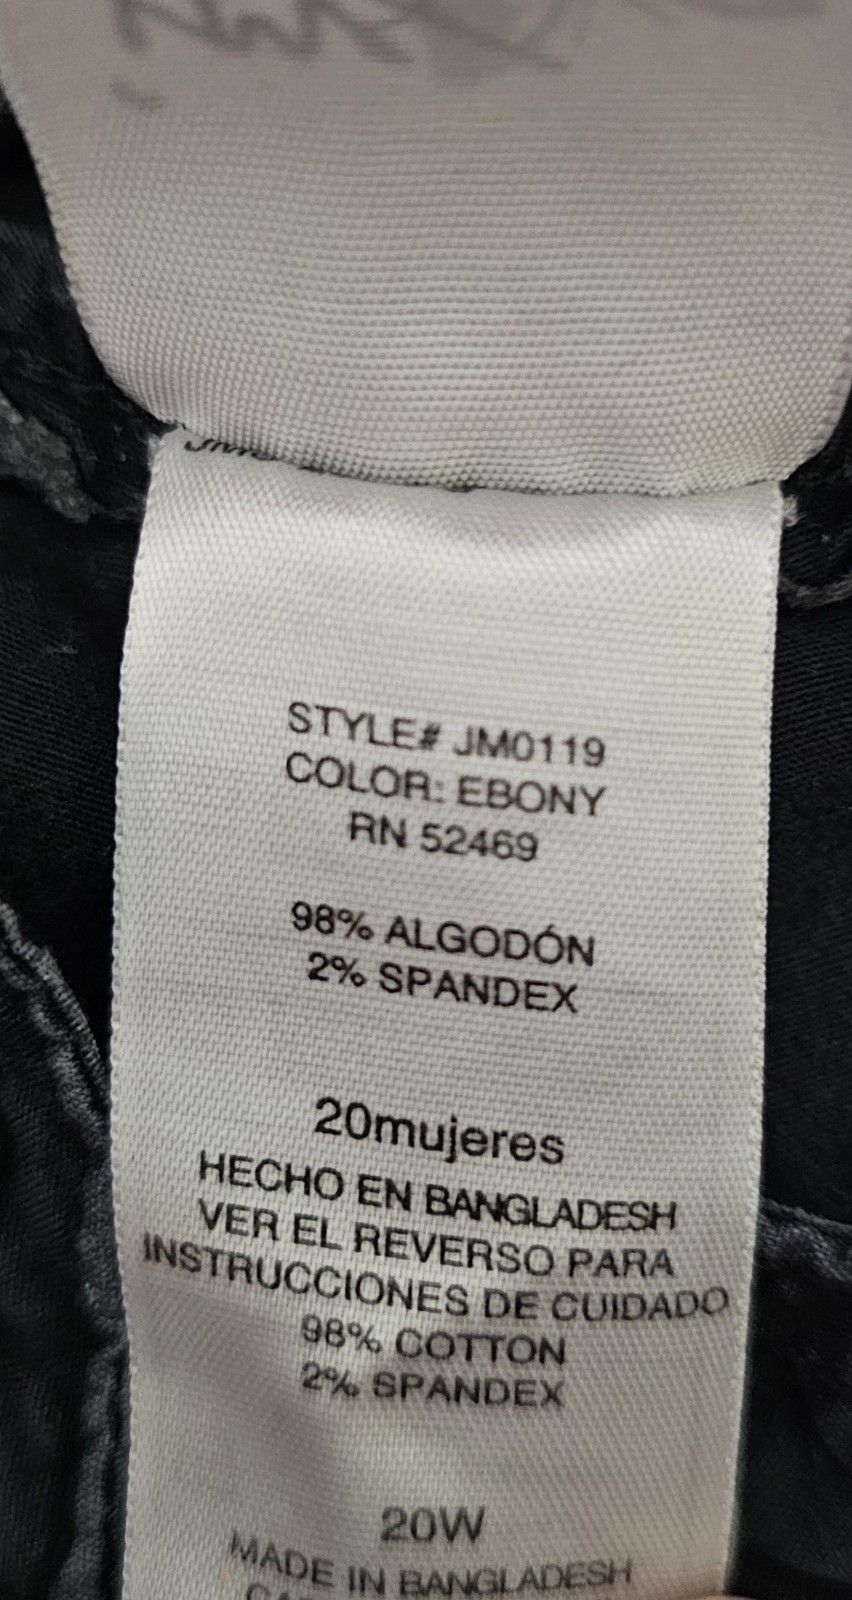 STYLE# JM0119
COLOR: EBONY
RN 52469
98% ALGODÓN
2% SPANDEX
20mujeres
HECHO EN BANGLADESH
VER EL REVERSO PARA
INSTRUCCIONES DE CUIDADO
98% COTTON
2% SPANDEX
20W
MADE IN BANGLADESH